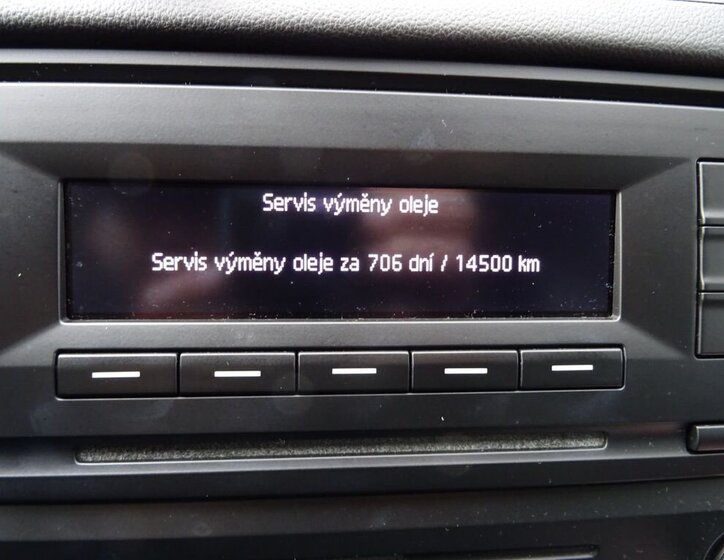 Servis výměny oleje
Servis výměny oleje za 706 dní / 14500 km